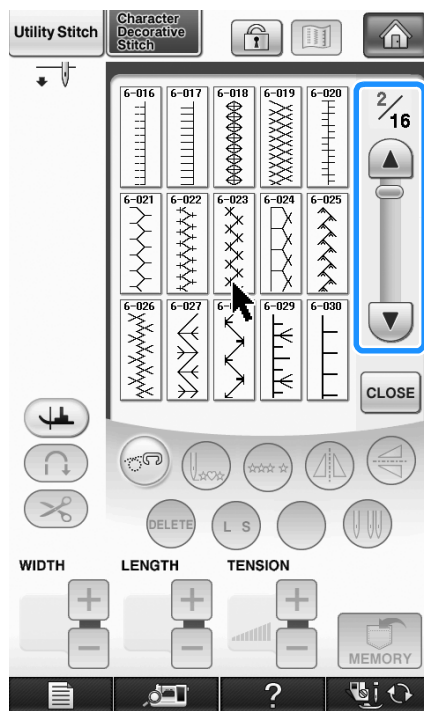 Utility Stitch
Character
Decorative
Stitch
6-016 6-017 6-018 6-019 6-020
2/16
6-021 6-022 6-023 6-024 6-025
6-026 6-027 6-029 6-030
CLOSE
DELETE L S
WIDTH LENGTH TENSION
MEMORY
?